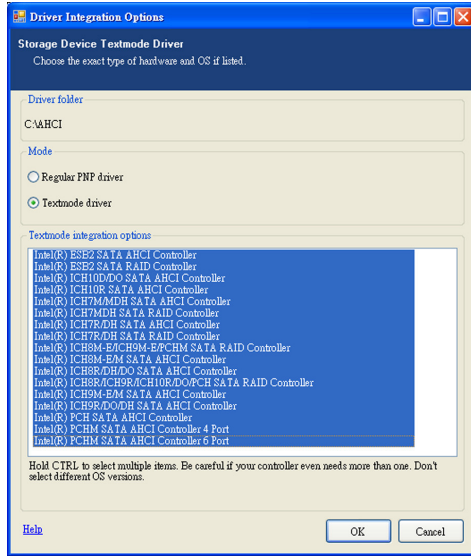 Driver Integration Options
Storage Device Textmode Driver
Choose the exact type of hardware and OS if listed.
Driver folder
C:\AHCI
Mode
Regular PNP driver
Textmode driver
Textmode integration options
Intel(R) ESB2 SATA AHCI Controller
Intel(R) ESB2 SATA RAID Controller
Intel(R) ICH10D/DO SATA AHCI Controller
Intel(R) ICH10R SATA AHCI Controller
Intel(R) ICH7M/MDH SATA AHCI Controller
Intel(R) ICH7MDH SATA RAID Controller
Intel(R) ICH7R/DH SATA AHCI Controller
Intel(R) ICH7R/DH SATA RAID Controller
Intel(R) ICH8M-E/ICH9M-E/PCHM SATA RAID Controller
Intel(R) ICH8M-E/M SATA AHCI Controller
Intel(R) ICH8R/DH/DO SATA AHCI Controller
Intel(R) ICH8R/ICH9R/ICH10R/DO/PCH SATA RAID Controller
Intel(R) ICH9M-E/M SATA AHCI Controller
Intel(R) ICH9R/DO/DH SATA AHCI Controller
Intel(R) PCH SATA AHCI Controller
Intel(R) PCHM SATA AHCI Controller 4 Port
Intel(R) PCHM SATA AHCI Controller 6 Port
Hold CTRL to select multiple items. Be careful if your controller even needs more than one. Don't
select different OS versions.
Help
OK
Cancel